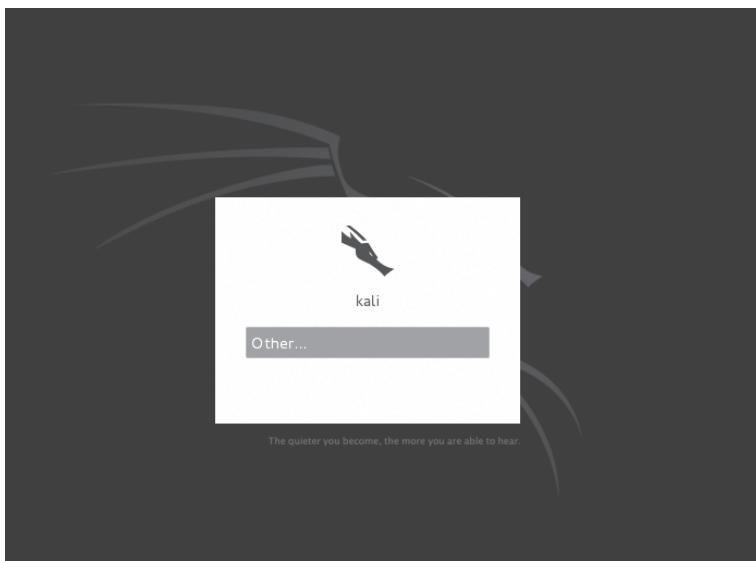 kali
Other...
The quieter you become, the more you are able to hear.